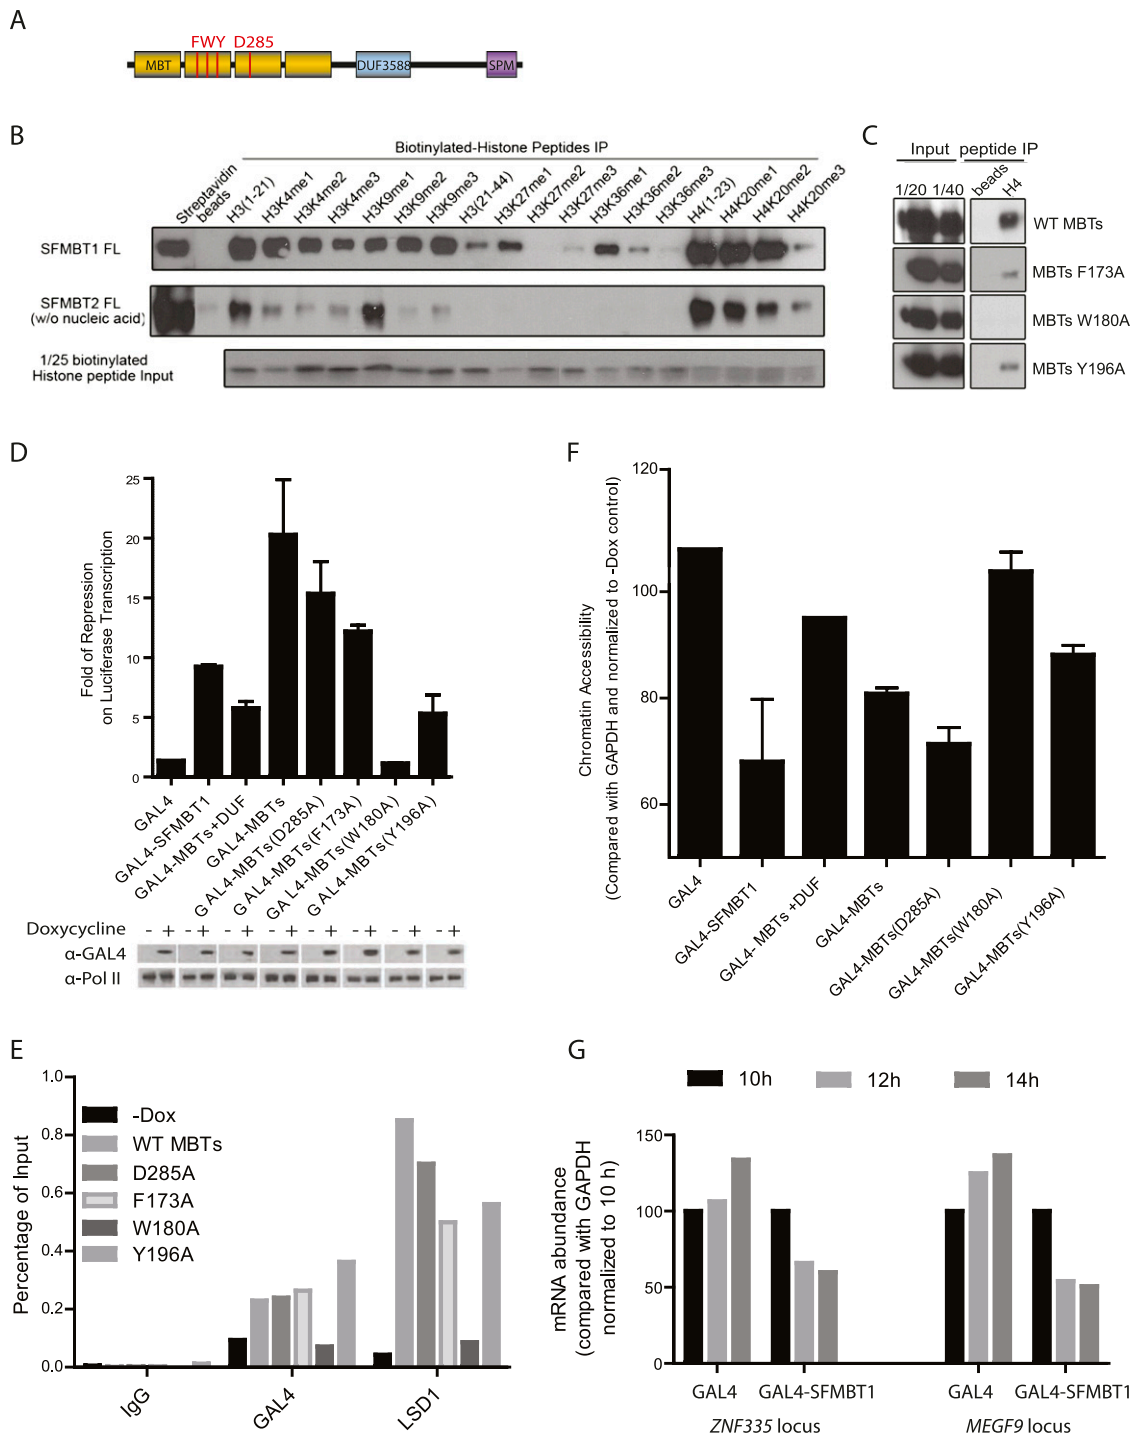 A
FWY D285
MBT
DUF3588
SPM
B
Biotinylated-Histone Peptides IP
Streptavidin
beads
H3(1-21)
H3K4me1
H3K4me2
H3K4me3
H3K9me1
H3K9me2
H3K9me3
H3(21-44)
H3K27me1
H3K27me2
H3K27me3
H3K36me1
H3K36me2
H3K36me3
H4(1-23)
H4K20me1
H4K20me2
H4K20me3
SFMBT1 FL
SFMBT2 FL
(w/o nucleic acid)
1/25 biotinylated
Histone peptide Input
C
Input peptide IP
1/20 1/40 beads H4
WT MBTs
MBTs F173A
MBTs W180A
MBTs Y196A
D
Fold of Repression
on Luciferase Transcription
25
20
15
10
5
0
GAL4
GAL4-SFMBT1
GAL4-MBTs+DUF
GAL4-MBTs
GAL4-MBTs(D285A)
GAL4-MBTs(F173A)
GAL4-MBTs(W180A)
GAL4-MBTs(Y196A)
Doxycycline - + - + - + - + - + - + - + - +
α-GAL4
α-Pol II
F
Chromatin Accessibility
(Compared with GAPDH and normalized to -Dox control)
120
100
80
60
GAL4
GAL4-SFMBT1
GAL4- MBTs +DUF
GAL4-MBTs
GAL4-MBTs(D285A)
GAL4-MBTs(W180A)
GAL4-MBTs(Y196A)
E
Percentage of Input
1.0
0.8
0.6
0.4
0.2
0.0
-Dox
WT MBTs
D285A
F173A
W180A
Y196A
IgG
GAL4
LSD1
G
10h 12h 14h
mRNA abundance
(compared with GAPDH
normalized to 10 h)
150
100
50
0
GAL4 GAL4-SFMBT1 GAL4 GAL4-SFMBT1
ZNF335 locus MEGF9 locus